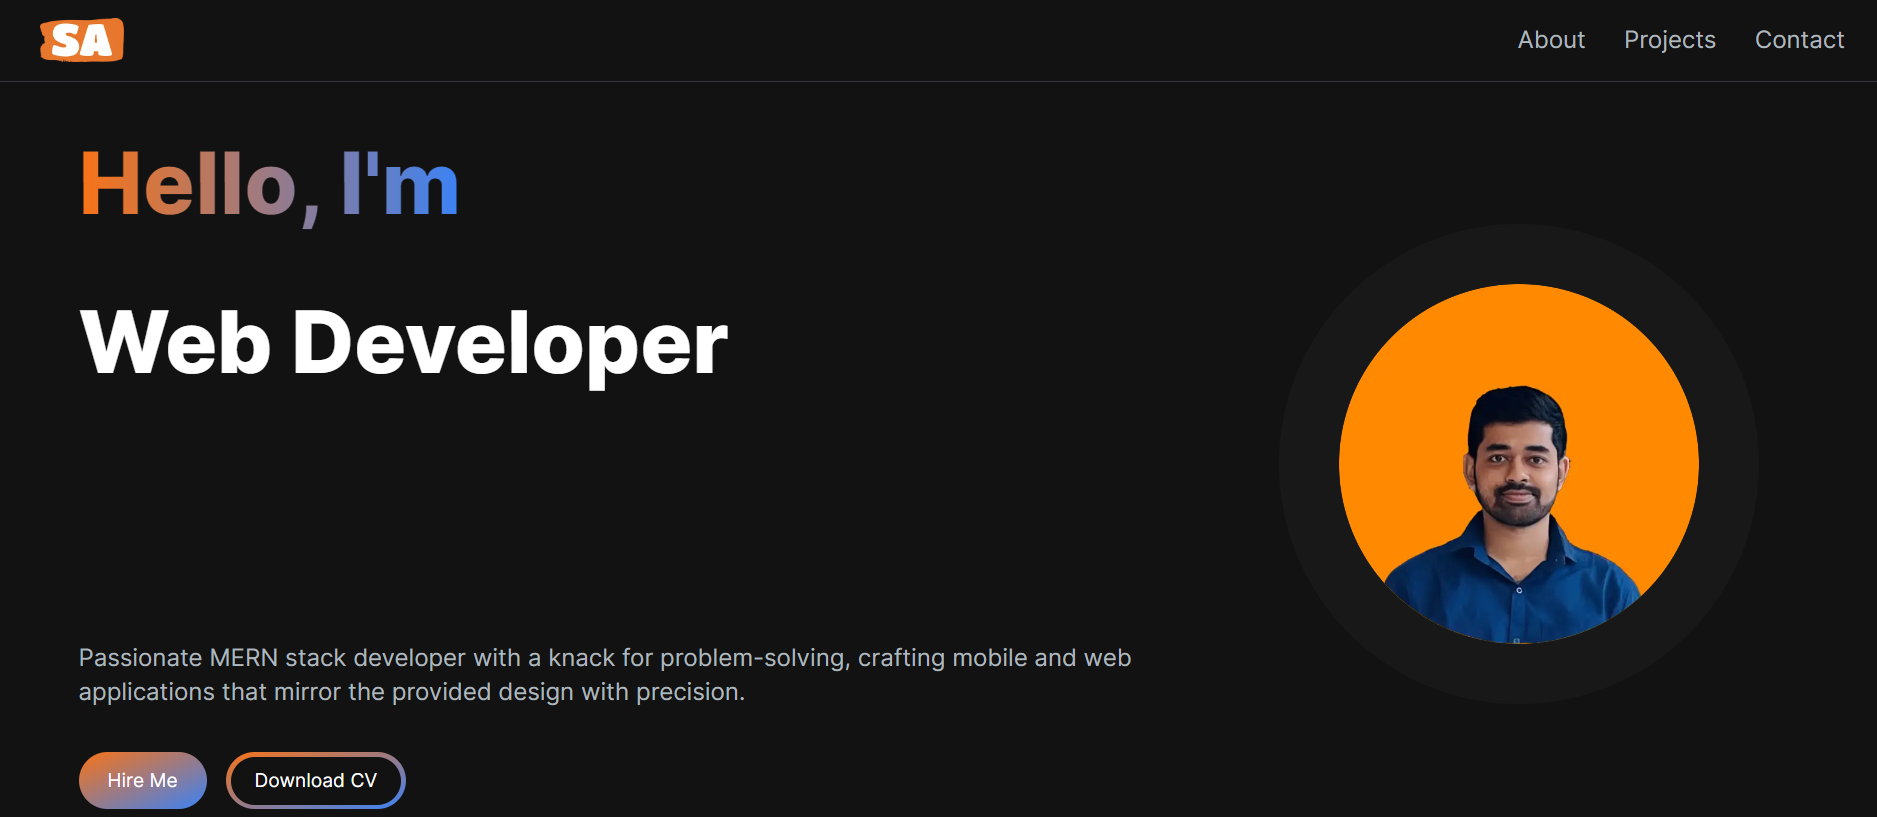 SA
About
Projects
Contact
Hello, I'm
Web Developer
Passionate MERN stack developer with a knack for problem-solving, crafting mobile and web
applications that mirror the provided design with precision.
Hire Me
Download CV